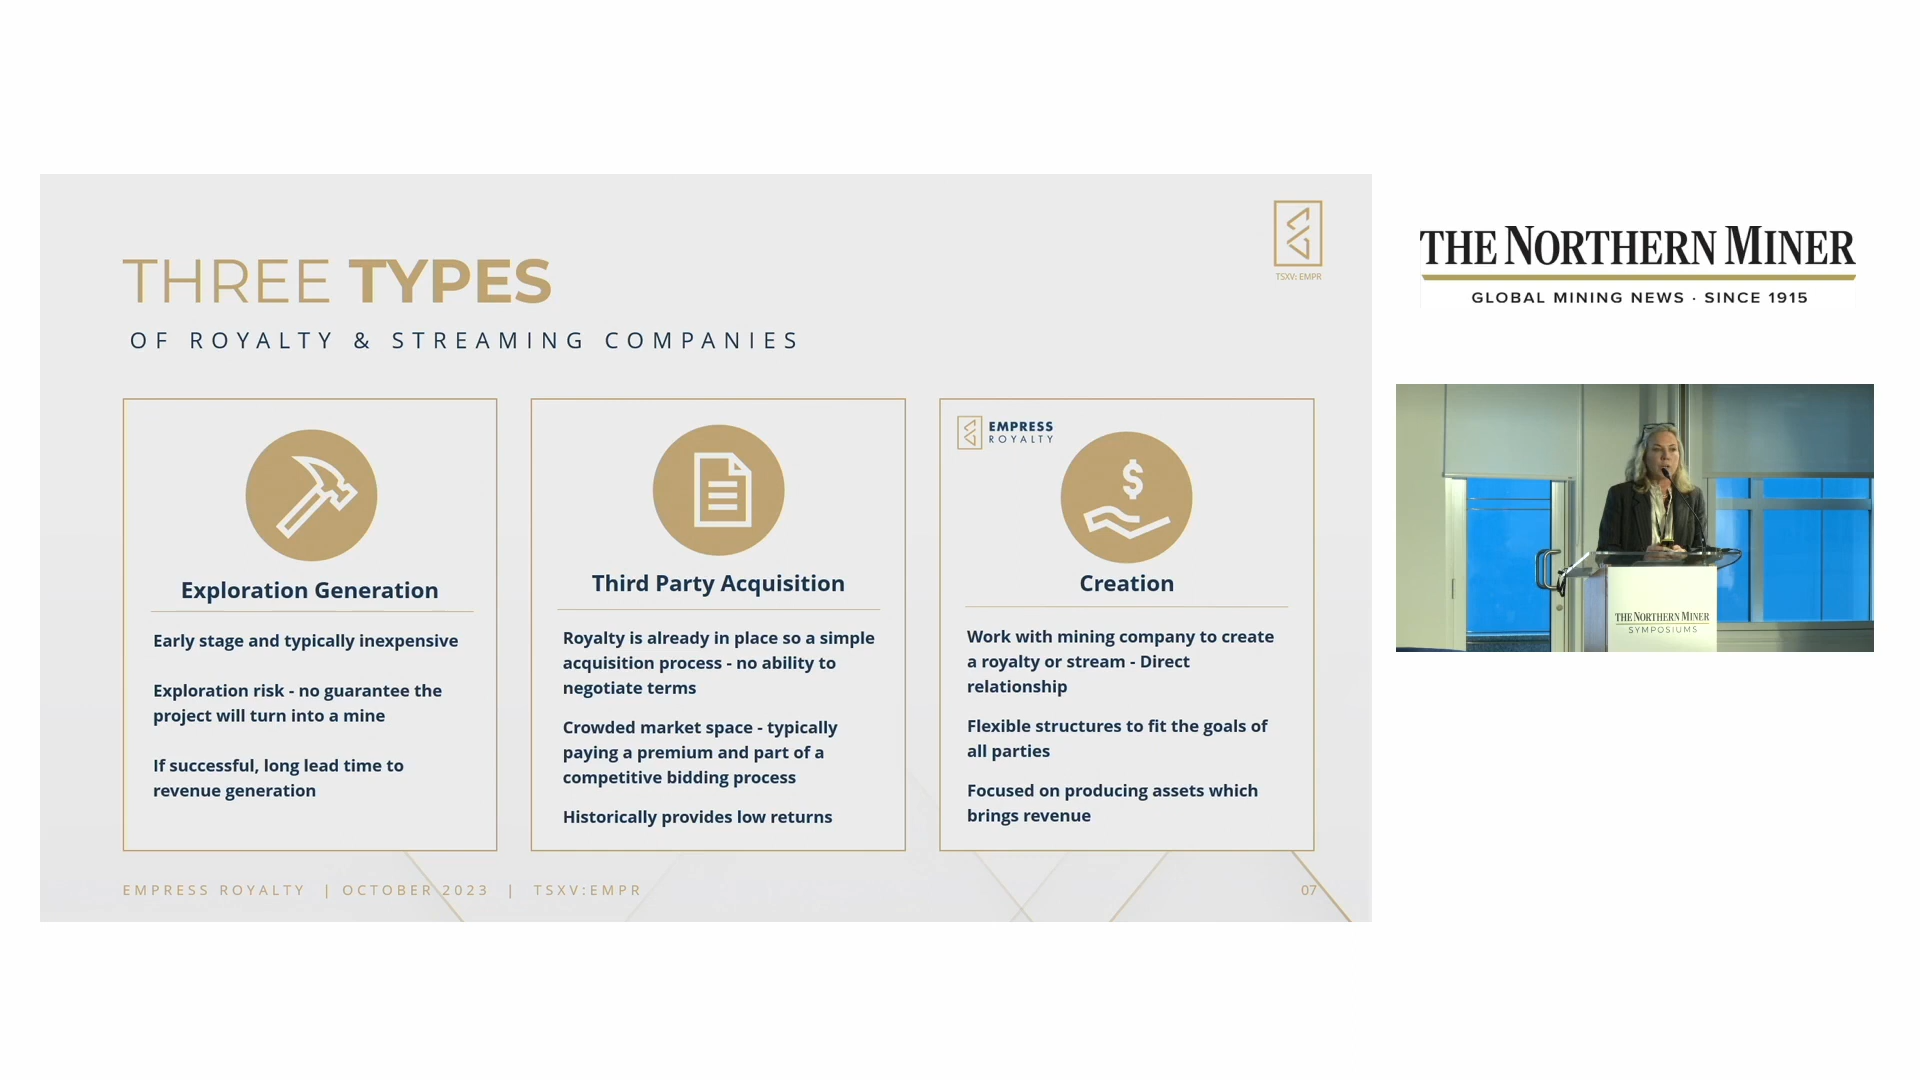 THREE TYPES
OF ROYALTY & STREAMING COMPANIES
TSXV: EMPR
Exploration Generation
Early stage and typically inexpensive
Exploration risk - no guarantee the
project will turn into a mine
If successful, long lead time to
revenue generation
Third Party Acquisition
Royalty is already in place so a simple
acquisition process - no ability to
negotiate terms
Crowded market space - typically
paying a premium and part of a
competitive bidding process
Historically provides low returns
EMPRESS
ROYALTY
$
Creation
Work with mining company to create
a royalty or stream - Direct
relationship
Flexible structures to fit the goals of
all parties
Focused on producing assets which
brings revenue
EMPRESS ROYALTY | OCTOBER 2023 | TSXV:EMPR
07
THE NORTHERN MINER
GLOBAL MINING NEWS · SINCE 1915
THE NORTHERN MINER
SYMPOSIUMS